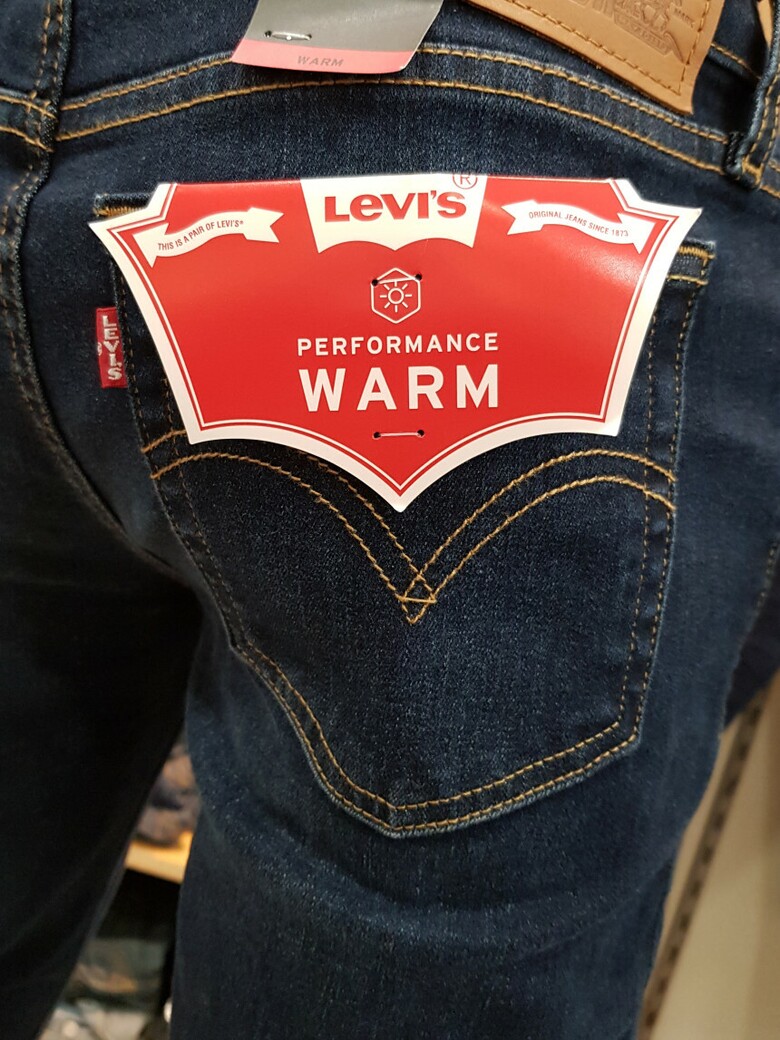 WARM
LEVI'S
®
THIS IS A PAIR OF LEVI'S®
ORIGINAL JEANS SINCE 1873
PERFORMANCE
WARM
LEVI'S
®